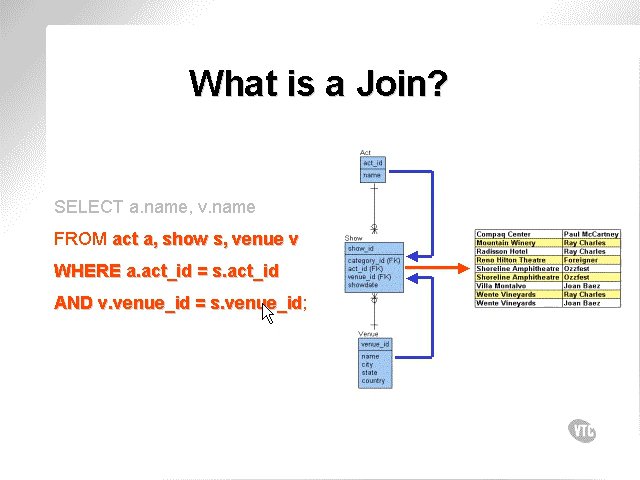 What is a Join?
SELECT a.name, v.name
FROM act a, show s, venue v
WHERE a.act_id = s.act_id
AND v.venue_id = s.venue_id;
Act
act_id
name
Show
show_id
category_id (FK)
act_id (FK)
venue_id (FK)
showdate
Venue
venue_id
name
city
state
country
Compaq Center Paul McCartney
Mountain Winery Ray Charles
Radisson Hotel Ray Charles
Reno Hilton Theatre Foreigner
Shoreline Amphitheatre Ozzfest
Shoreline Amphitheatre Ozzfest
Villa Montalvo Joan Baez
Wente Vineyards Ray Charles
Wente Vineyards Joan Baez
VTC